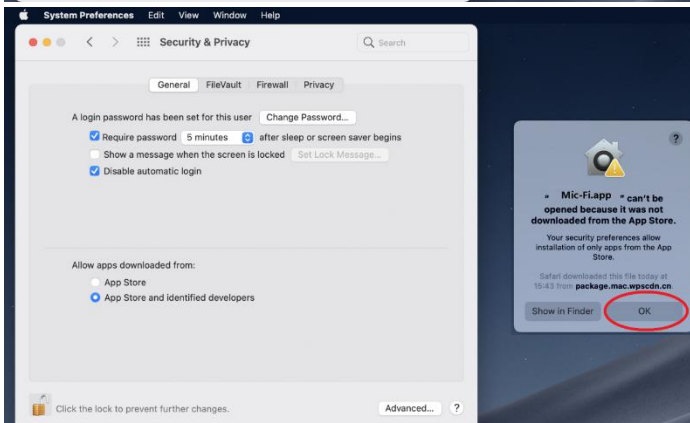 System Preferences Edit View Window Help
Security & Privacy
Search
General FileVault Firewall Privacy
A login password has been set for this user Change Password...
Require password 5 minutes after sleep or screen saver begins
Show a message when the screen is locked Set Lock Message...
Disable automatic login
Allow apps downloaded from:
App Store
App Store and identified developers
Click the lock to prevent further changes.
Advanced... ?
?
" Mic-Fi.app " can't be
opened because it was not
downloaded from the App Store.
Your security preferences allow
installation of only apps from the App
Store.
Safari downloaded this file today at
15:43 from package.mac.wpscdn.cn.
Show in Finder OK